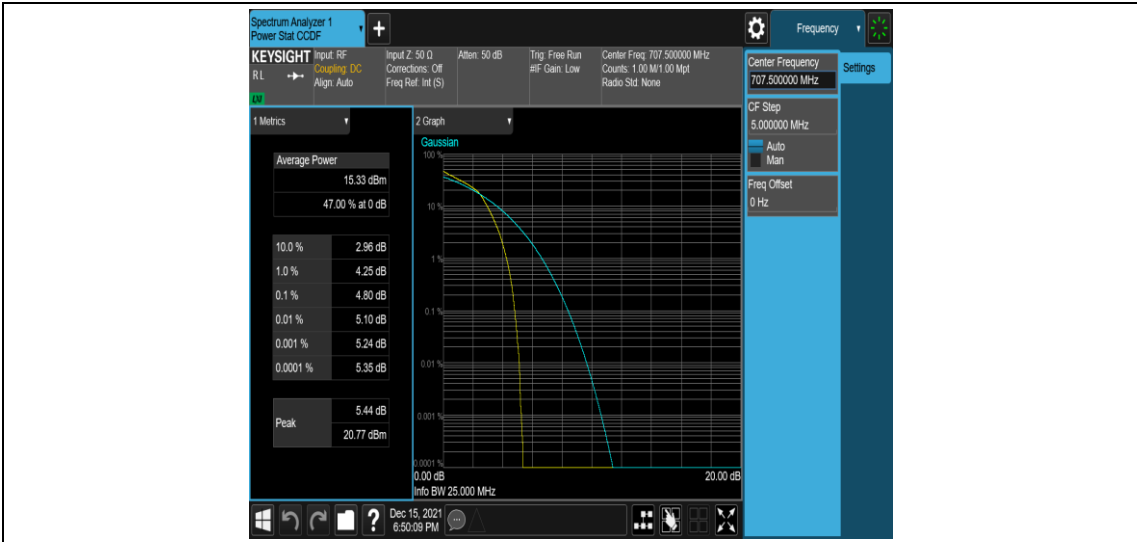 Spectrum Analyzer 1
Power Stat CCDF
Frequency
KEYSIGHT
RL
Input: RF
Coupling: DC
Align: Auto
Input Z: 50 Ω
Corrections: Off
Freq Ref: Int (S)
Atten: 50 dB
Trig: Free Run
#IF Gain: Low
Center Freq: 707.500000 MHz
Counts: 1.00 M/1.00 Mpt
Radio Std: None
Center Frequency
707.500000 MHz
Settings
CF Step
5.000000 MHz
Auto
Man
Freq Offset
0 Hz
1 Metrics
Average Power
15.33 dBm
47.00 % at 0 dB
10.0 % 2.96 dB
1.0 % 4.25 dB
0.1 % 4.80 dB
0.01 % 5.10 dB
0.001 % 5.24 dB
0.0001 % 5.35 dB
Peak
5.44 dB
20.77 dBm
2 Graph
Gaussian
100 %
10 %
1 %
0.1 %
0.01 %
0.001 %
0.0001 %
0.00 dB 20.00 dB
Info BW 25.000 MHz
?
Dec 15, 2021
6:50:09 PM